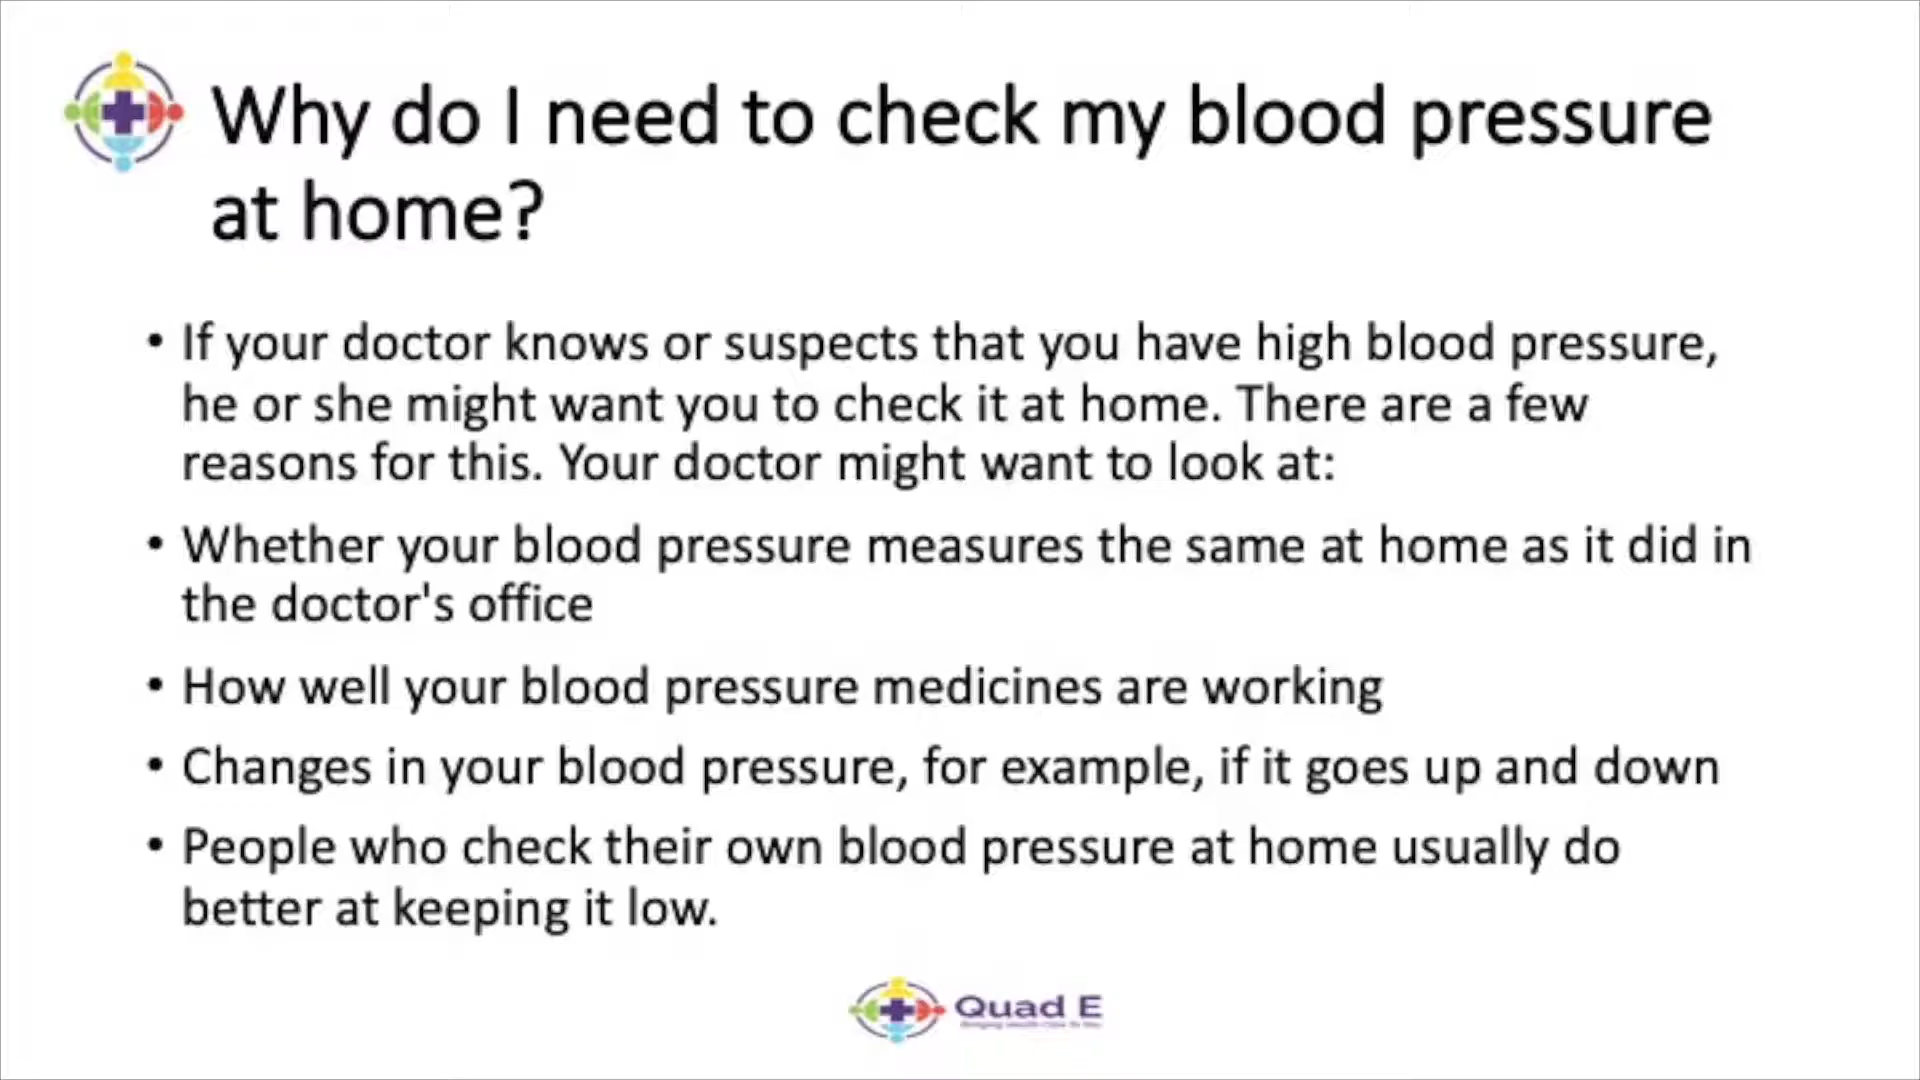 Why do I need to check my blood pressure
at home?
• If your doctor knows or suspects that you have high blood pressure,
he or she might want you to check it at home. There are a few
reasons for this. Your doctor might want to look at:
• Whether your blood pressure measures the same at home as it did in
the doctor's office
• How well your blood pressure medicines are working
• Changes in your blood pressure, for example, if it goes up and down
• People who check their own blood pressure at home usually do
better at keeping it low.
Quad E